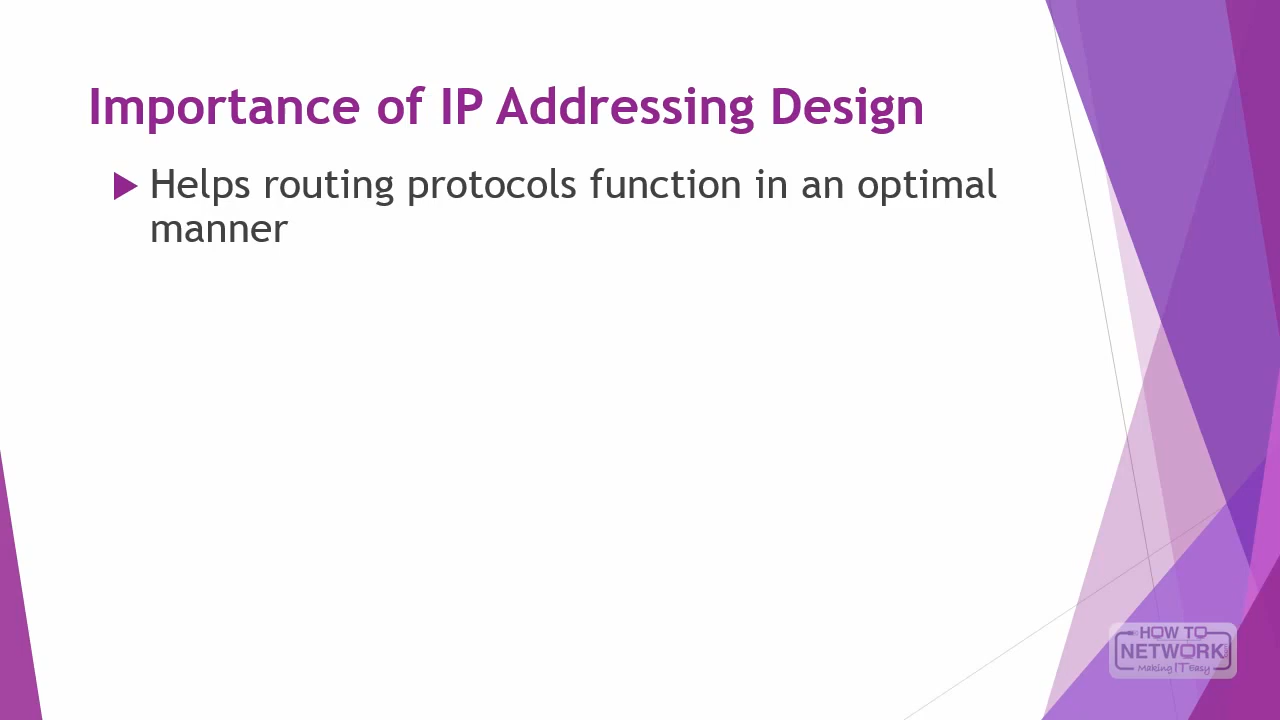 Importance of IP Addressing Design
Helps routing protocols function in an optimal
manner
HOW TO
NETWORK
Making IT Easy